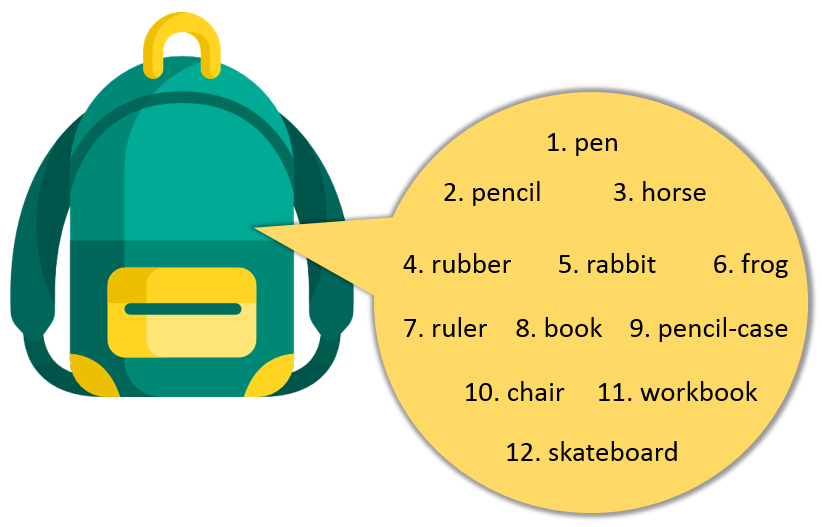 1. pen
2. pencil 3. horse
4. rubber 5. rabbit 6. frog
7. ruler 8. book 9. pencil-case
10. chair 11. workbook
12. skateboard